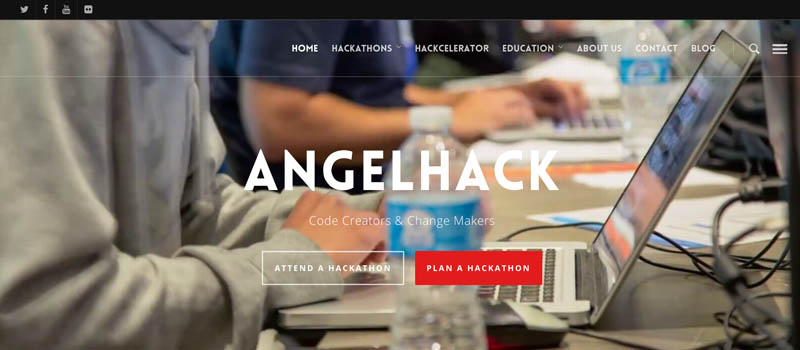 HOME HACKATHONS HACKCELERATOR EDUCATION ABOUT US CONTACT BLOG
ANGELHACK
Code Creators & Change Makers
ATTEND A HACKATHON PLAN A HACKATHON